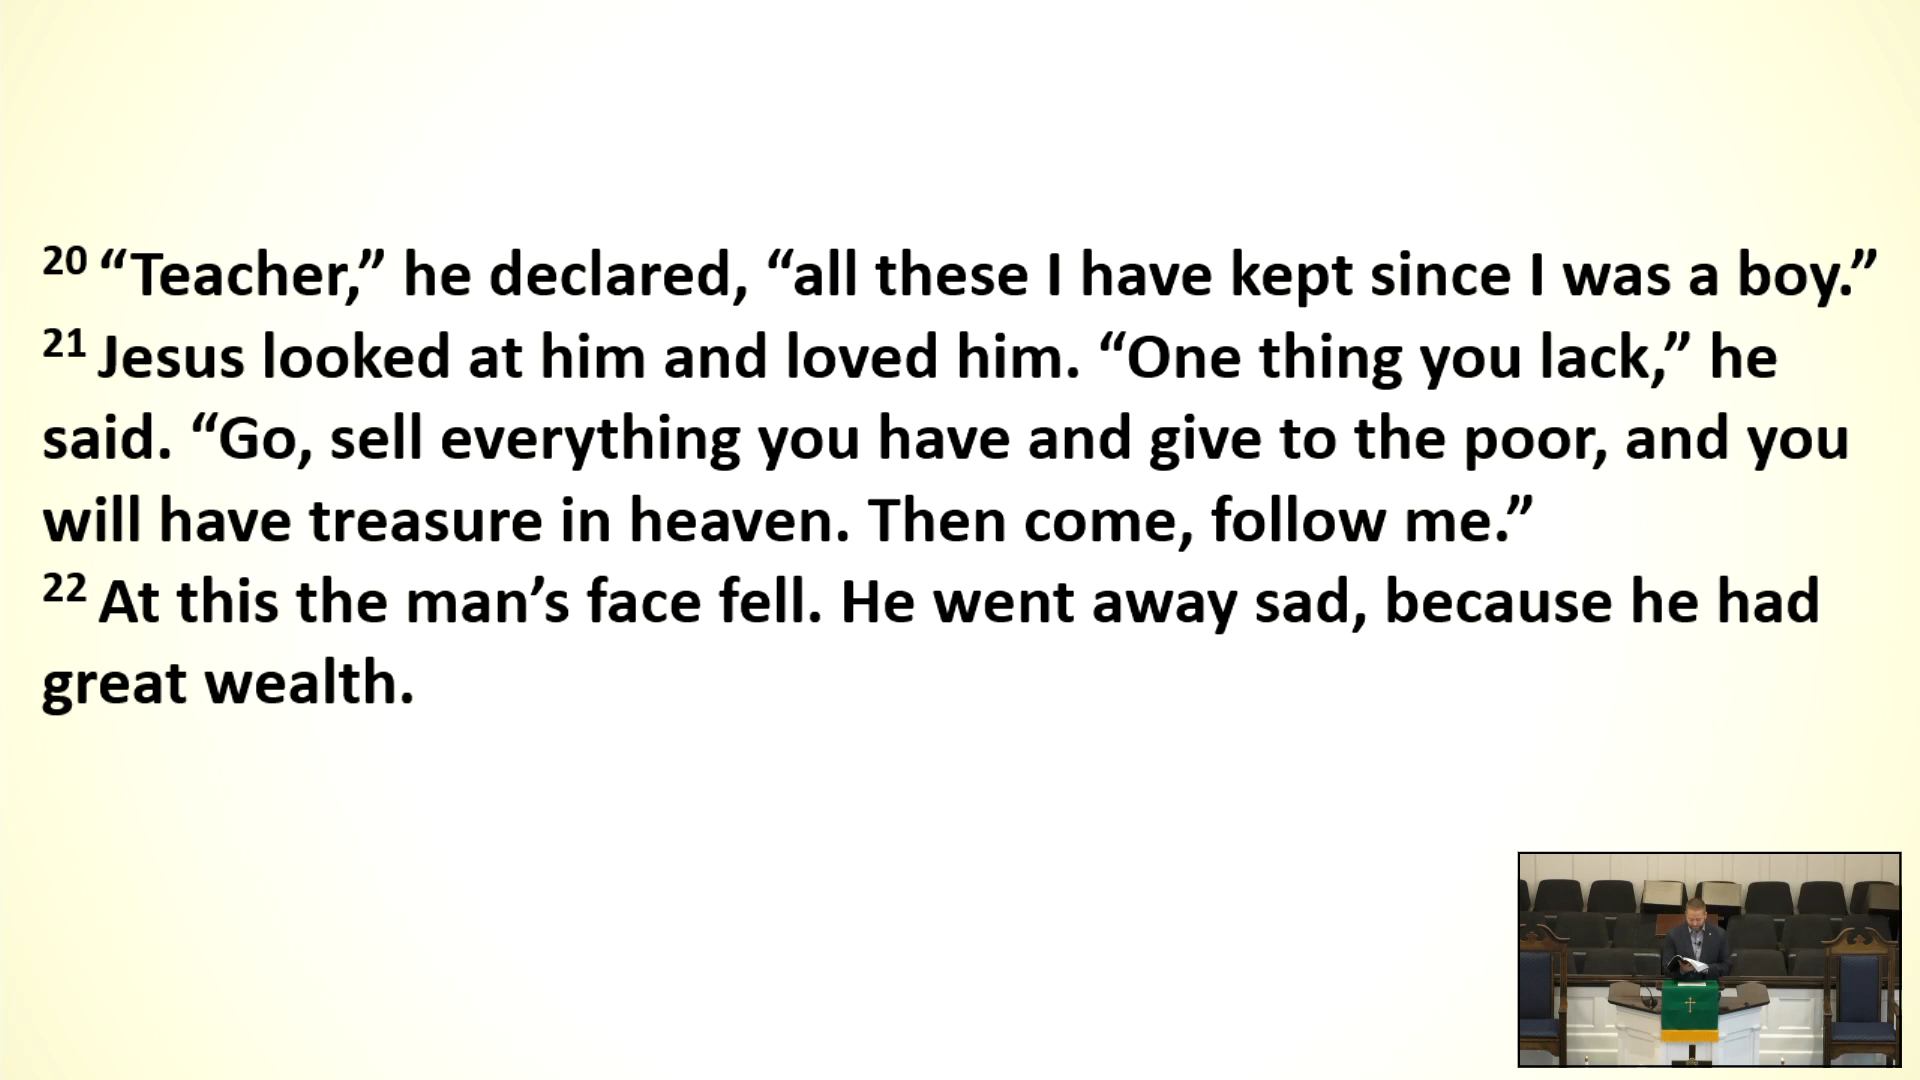 20 “Teacher,” he declared, “all these I have kept since I was a boy.”
21 Jesus looked at him and loved him. “One thing you lack,” he
said. “Go, sell everything you have and give to the poor, and you
will have treasure in heaven. Then come, follow me.”
22 At this the man’s face fell. He went away sad, because he had
great wealth.